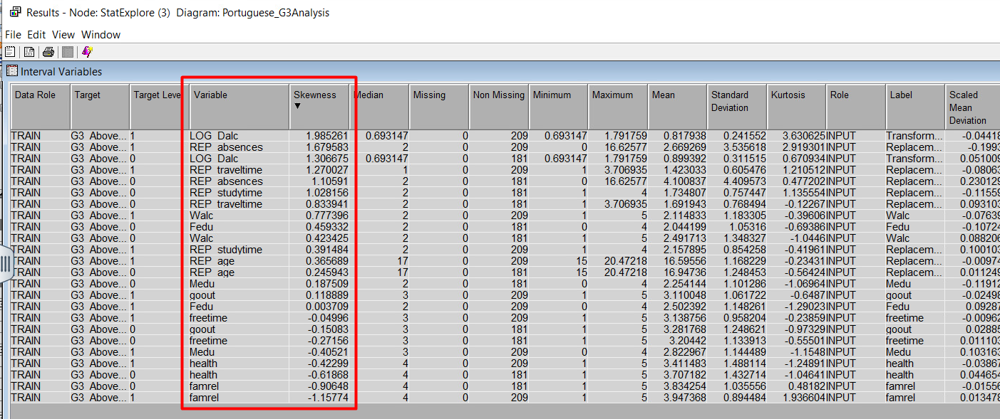 Results - Node: StatExplore (3) Diagram: Portuguese_G3Analysis
File Edit View Window
Interval Variables
Data Role Target Target Leve Variable Skewness Median Missing Non Missing Minimum Maximum Mean Standard Deviation Kurtosis Role Label Scaled Mean Deviation
TRAIN G3 Above... 1 LOG Dalc 1.985261 0.693147 0 209 0.693147 1.791759 0.817938 0.241552 3.630625 INPUT Transform... -0.04418
TRAIN G3 Above... 1 REP absences 1.679583 2 0 209 0 16.62577 2.669269 3.535618 2.919301 INPUT Replacem... -0.1993
TRAIN G3 Above... 0 LOG Dalc 1.306675 0.693147 0 181 0.693147 1.791759 0.899392 0.311515 0.670934 INPUT Transform... 0.051009
TRAIN G3 Above... 1 REP traveltime 1.270027 1 0 209 1 3.706935 1.423033 0.605476 1.210512 INPUT Replacem... -0.08063
TRAIN G3 Above... 0 REP absences 1.10591 2 0 181 0 16.62577 4.100837 4.409573 0.477202 INPUT Replacem... 0.230129
TRAIN G3 Above... 0 REP studytime 1.028156 2 0 181 1 4 1.734807 0.757447 1.135554 INPUT Replacem... -0.11559
TRAIN G3 Above... 0 REP traveltime 0.833941 2 0 181 1 3.706935 1.691943 0.768494 -0.12267 INPUT Replacem... 0.093103
TRAIN G3 Above... 1 Walc 0.777396 2 0 209 1 5 2.114833 1.183305 -0.39606 INPUT Walc -0.07639
TRAIN G3 Above... 0 Fedu 0.459332 2 0 181 0 4 2.044199 1.05316 -0.69386 INPUT Fedu -0.10724
TRAIN G3 Above... 0 Walc 0.423425 2 0 181 1 5 2.491713 1.348327 -1.0446 INPUT Walc 0.088206
TRAIN G3 Above... 1 REP studytime 0.391484 2 0 209 1 4 2.157895 0.854258 -0.41961 INPUT Replacem... 0.100103
TRAIN G3 Above... 1 REP age 0.365689 17 0 209 15 20.47218 16.59556 1.168229 -0.23431 INPUT Replacem... -0.00974
TRAIN G3 Above... 0 REP age 0.245943 17 0 181 15 20.47218 16.94736 1.248453 -0.56424 INPUT Replacem... 0.011249
TRAIN G3 Above... 0 Medu 0.187509 2 0 181 0 4 2.254144 1.101286 -1.06964 INPUT Medu -0.11912
TRAIN G3 Above... 1 goout 0.118889 3 0 209 1 5 3.110048 1.061722 -0.6487 INPUT goout -0.02498
TRAIN G3 Above... 1 Fedu 0.003709 2 0 209 0 4 2.502392 1.148261 -1.29023 INPUT Fedu 0.09287
TRAIN G3 Above... 1 freetime -0.04996 3 0 209 1 5 3.138756 0.958204 -0.23859 INPUT freetime -0.00962
TRAIN G3 Above... 0 goout -0.15083 3 0 181 1 5 3.281768 1.248621 -0.97329 INPUT goout 0.02885
TRAIN G3 Above... 0 freetime -0.27156 3 0 181 1 5 3.20442 1.133913 -0.55501 INPUT freetime 0.011103
TRAIN G3 Above... 1 Medu -0.40521 3 0 209 0 4 2.822967 1.144489 -1.1548 INPUT Medu 0.103163
TRAIN G3 Above... 1 health -0.42299 4 0 209 1 5 3.411483 1.488114 -1.24891 INPUT health -0.03867
TRAIN G3 Above... 0 health -0.61868 4 0 181 1 5 3.707182 1.432714 -1.04641 INPUT health 0.044654
TRAIN G3 Above... 0 famrel -0.90648 4 0 181 1 5 3.834254 1.035556 0.48182 INPUT famrel -0.01556
TRAIN G3 Above... 1 famrel -1.15774 4 0 209 1 5 3.947368 0.894484 1.936604 INPUT famrel 0.013478